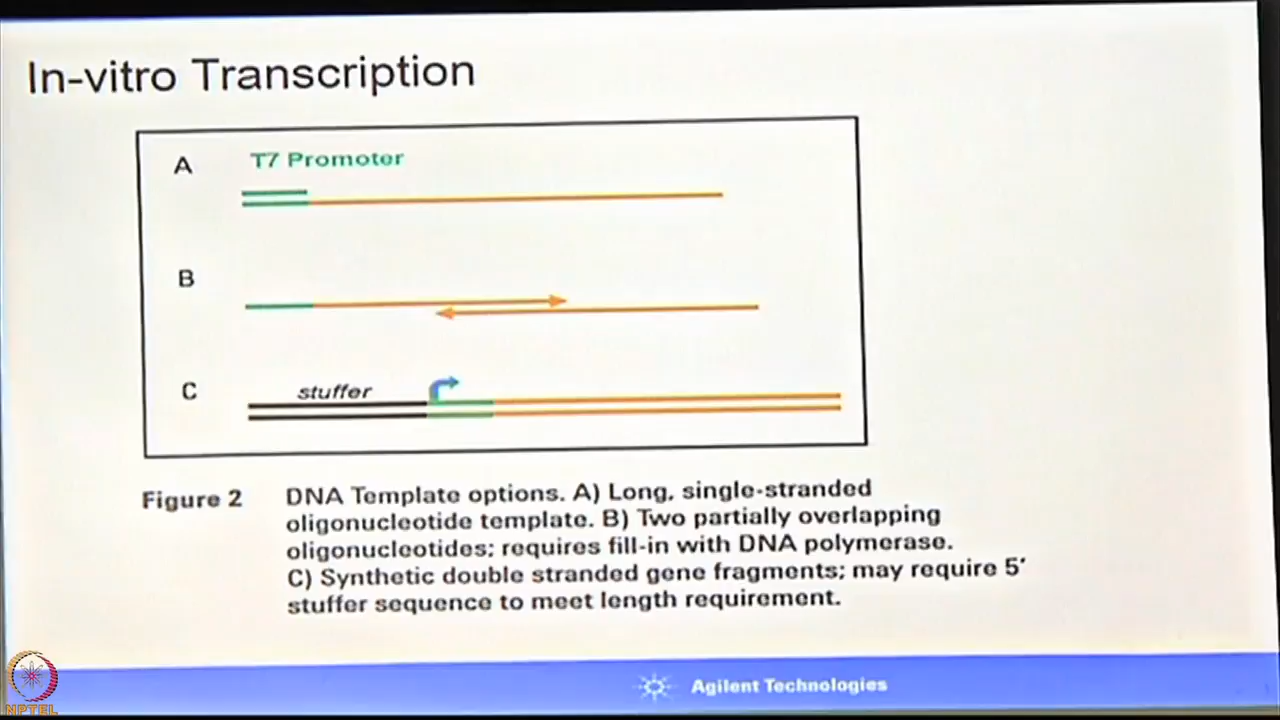 In-vitro Transcription
A
T7 Promoter
B
C
stuffer
Figure 2
DNA Template options. A) Long, single-stranded
oligonucleotide template. B) Two partially overlapping
oligonucleotides; requires fill-in with DNA polymerase.
C) Synthetic double stranded gene fragments; may require 5′
stuffer sequence to meet length requirement.
NPTEL
Agilent Technologies